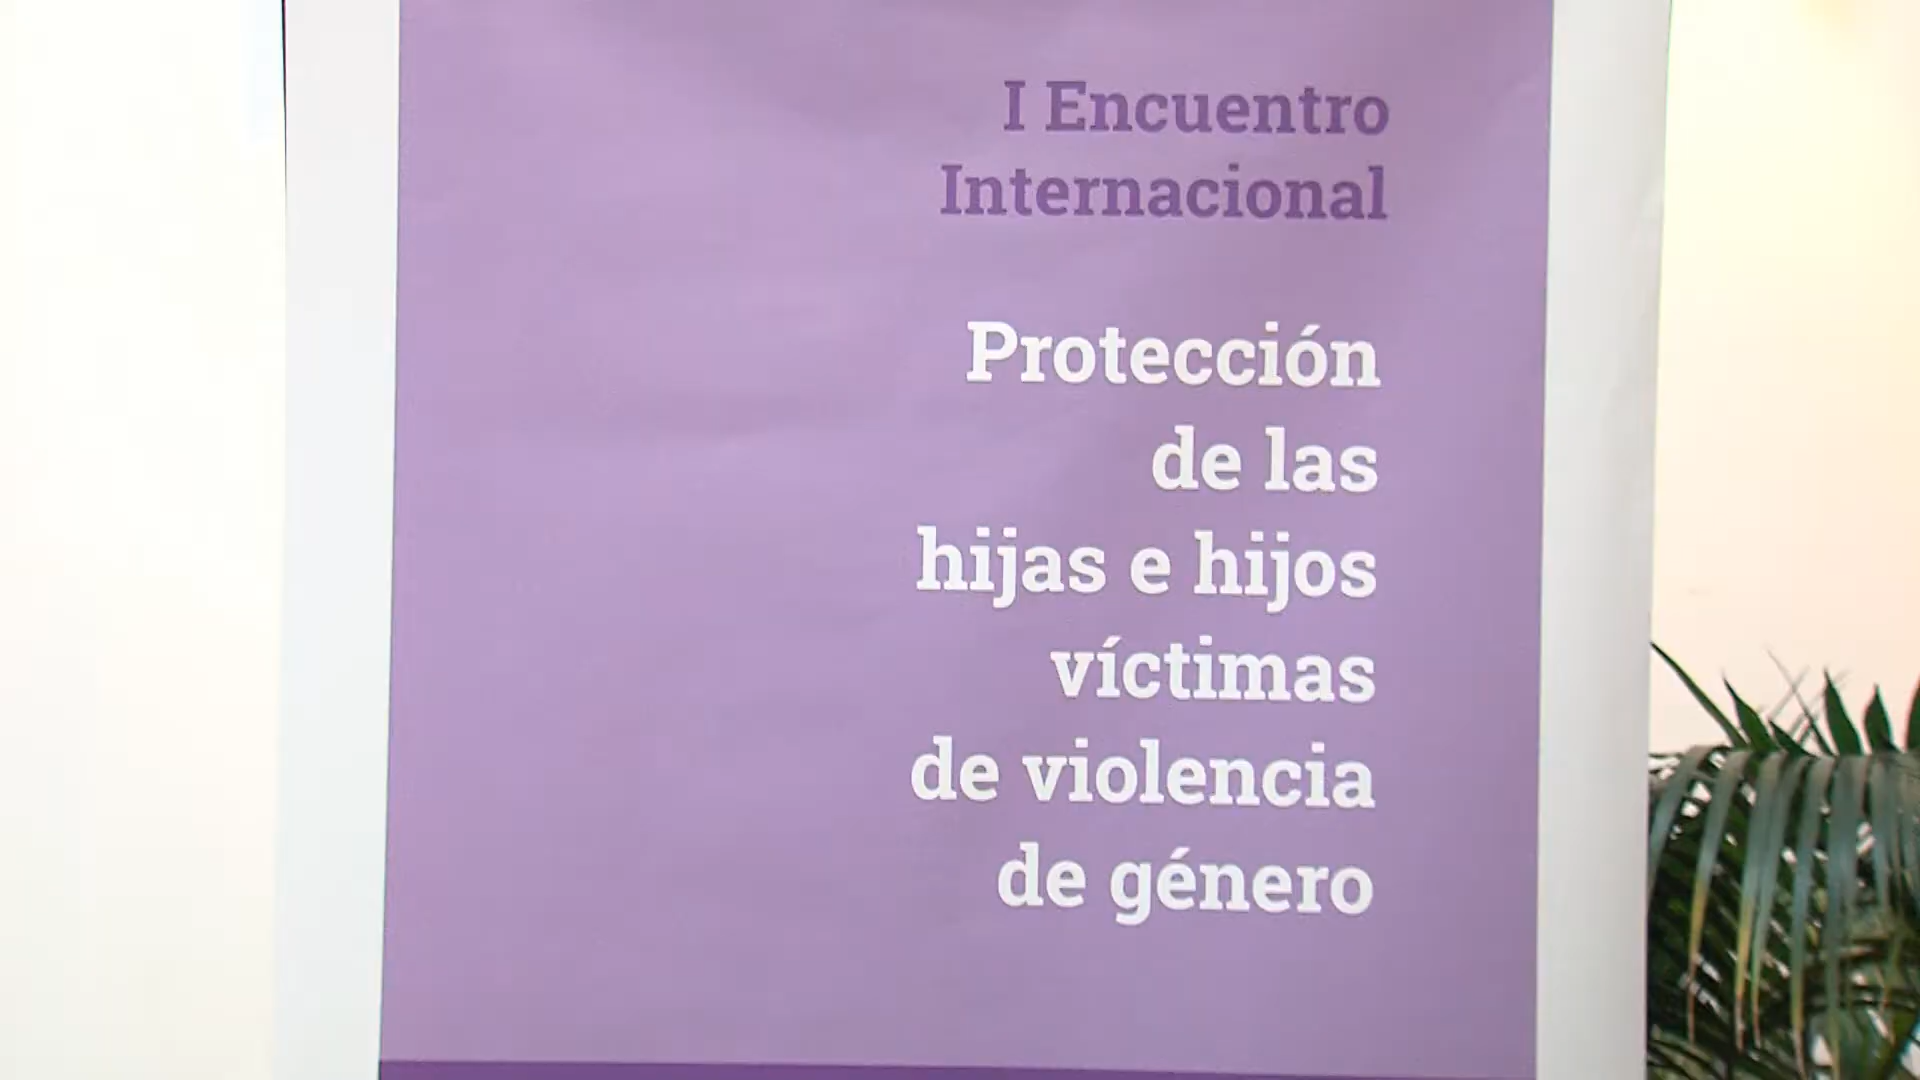 I Encuentro
Internacional
Protección
de las
hijas e hijos
víctimas
de violencia
de género